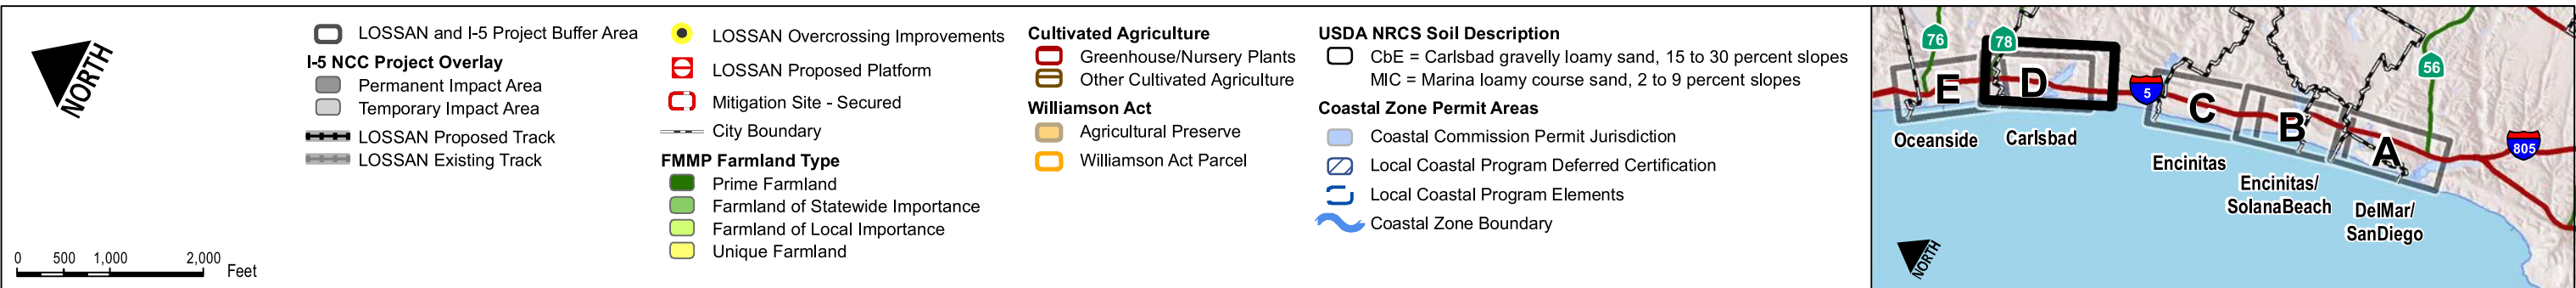 NORTH
0 500 1,000 2,000
Feet
LOSSAN and I-5 Project Buffer Area
I-5 NCC Project Overlay
Permanent Impact Area
Temporary Impact Area
LOSSAN Proposed Track
LOSSAN Existing Track
LOSSAN Overcrossing Improvements
LOSSAN Proposed Platform
Mitigation Site - Secured
City Boundary
FMMP Farmland Type
Prime Farmland
Farmland of Statewide Importance
Farmland of Local Importance
Unique Farmland
Cultivated Agriculture
Greenhouse/Nursery Plants
Other Cultivated Agriculture
Williamson Act
Agricultural Preserve
Williamson Act Parcel
USDA NRCS Soil Description
CbE = Carlsbad gravelly loamy sand, 15 to 30 percent slopes
MIC = Marina loamy course sand, 2 to 9 percent slopes
Coastal Zone Permit Areas
Coastal Commission Permit Jurisdiction
Local Coastal Program Deferred Certification
Local Coastal Program Elements
Coastal Zone Boundary
76
78
5
56
805
E
D
C
B
A
Oceanside
Carlsbad
Encinitas
Encinitas/
SolanaBeach
DelMar/
SanDiego
NORTH